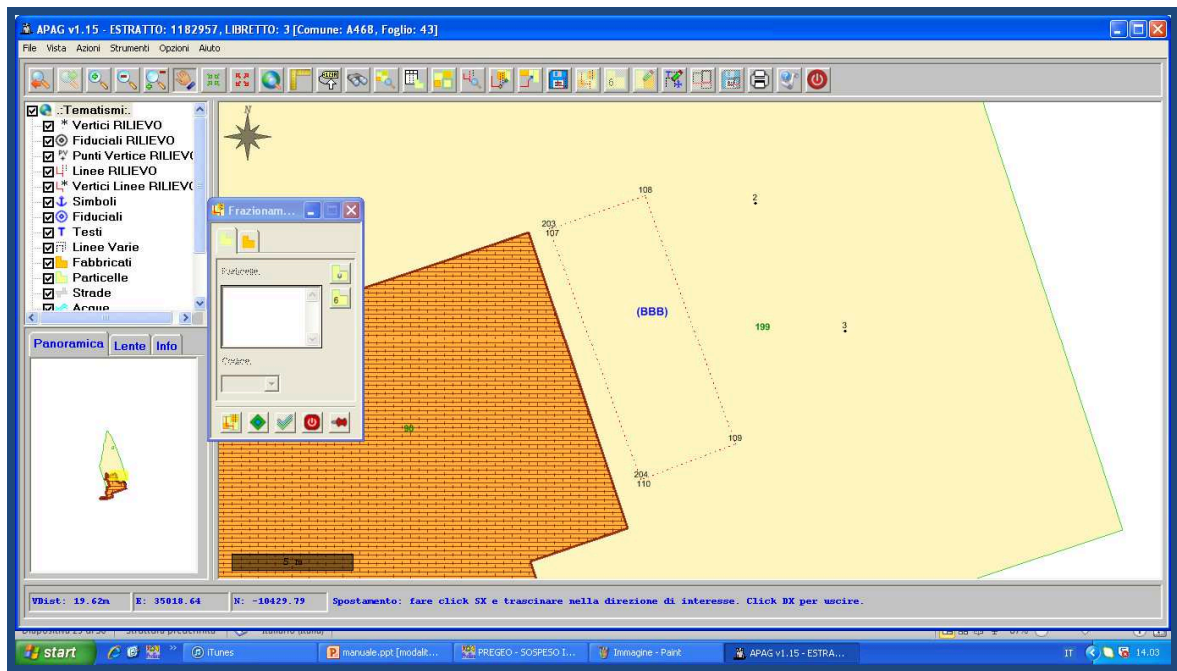 APAG v1.15 - ESTRATTO: 1182957, LIBRETTO: 3 [Comune: A468, Foglio: 43]
File Vista Azioni Strumenti Opzioni Aiuto
.:Tematismi:.
Vertici RILIEVO
Fiduciali RILIEVO
Punti Vertice RILIEV(
Linee RILIEVO
Vertici Linee RILIEV(
Simboli
Fiduciali
T Testi
Linee Varie
Fabbricati
Particelle
Strade
Acque
Panoramica Lente Info
N
Frazionam...
Particelle.
6
Codice.
108
2
203
107
(BBB)
199
3
90
109
204
110
5 m
VDist: 19.62m E: 35018.64 N: -10429.79 Spostamento: fare click SX e trascinare nella direzione di interesse. Click DX per uscire.
start iTunes manuale.ppt [modalit... PREGEO - SOSPESO I... Immagine - Paint APAG v1.15 - ESTRA... IT 14.03